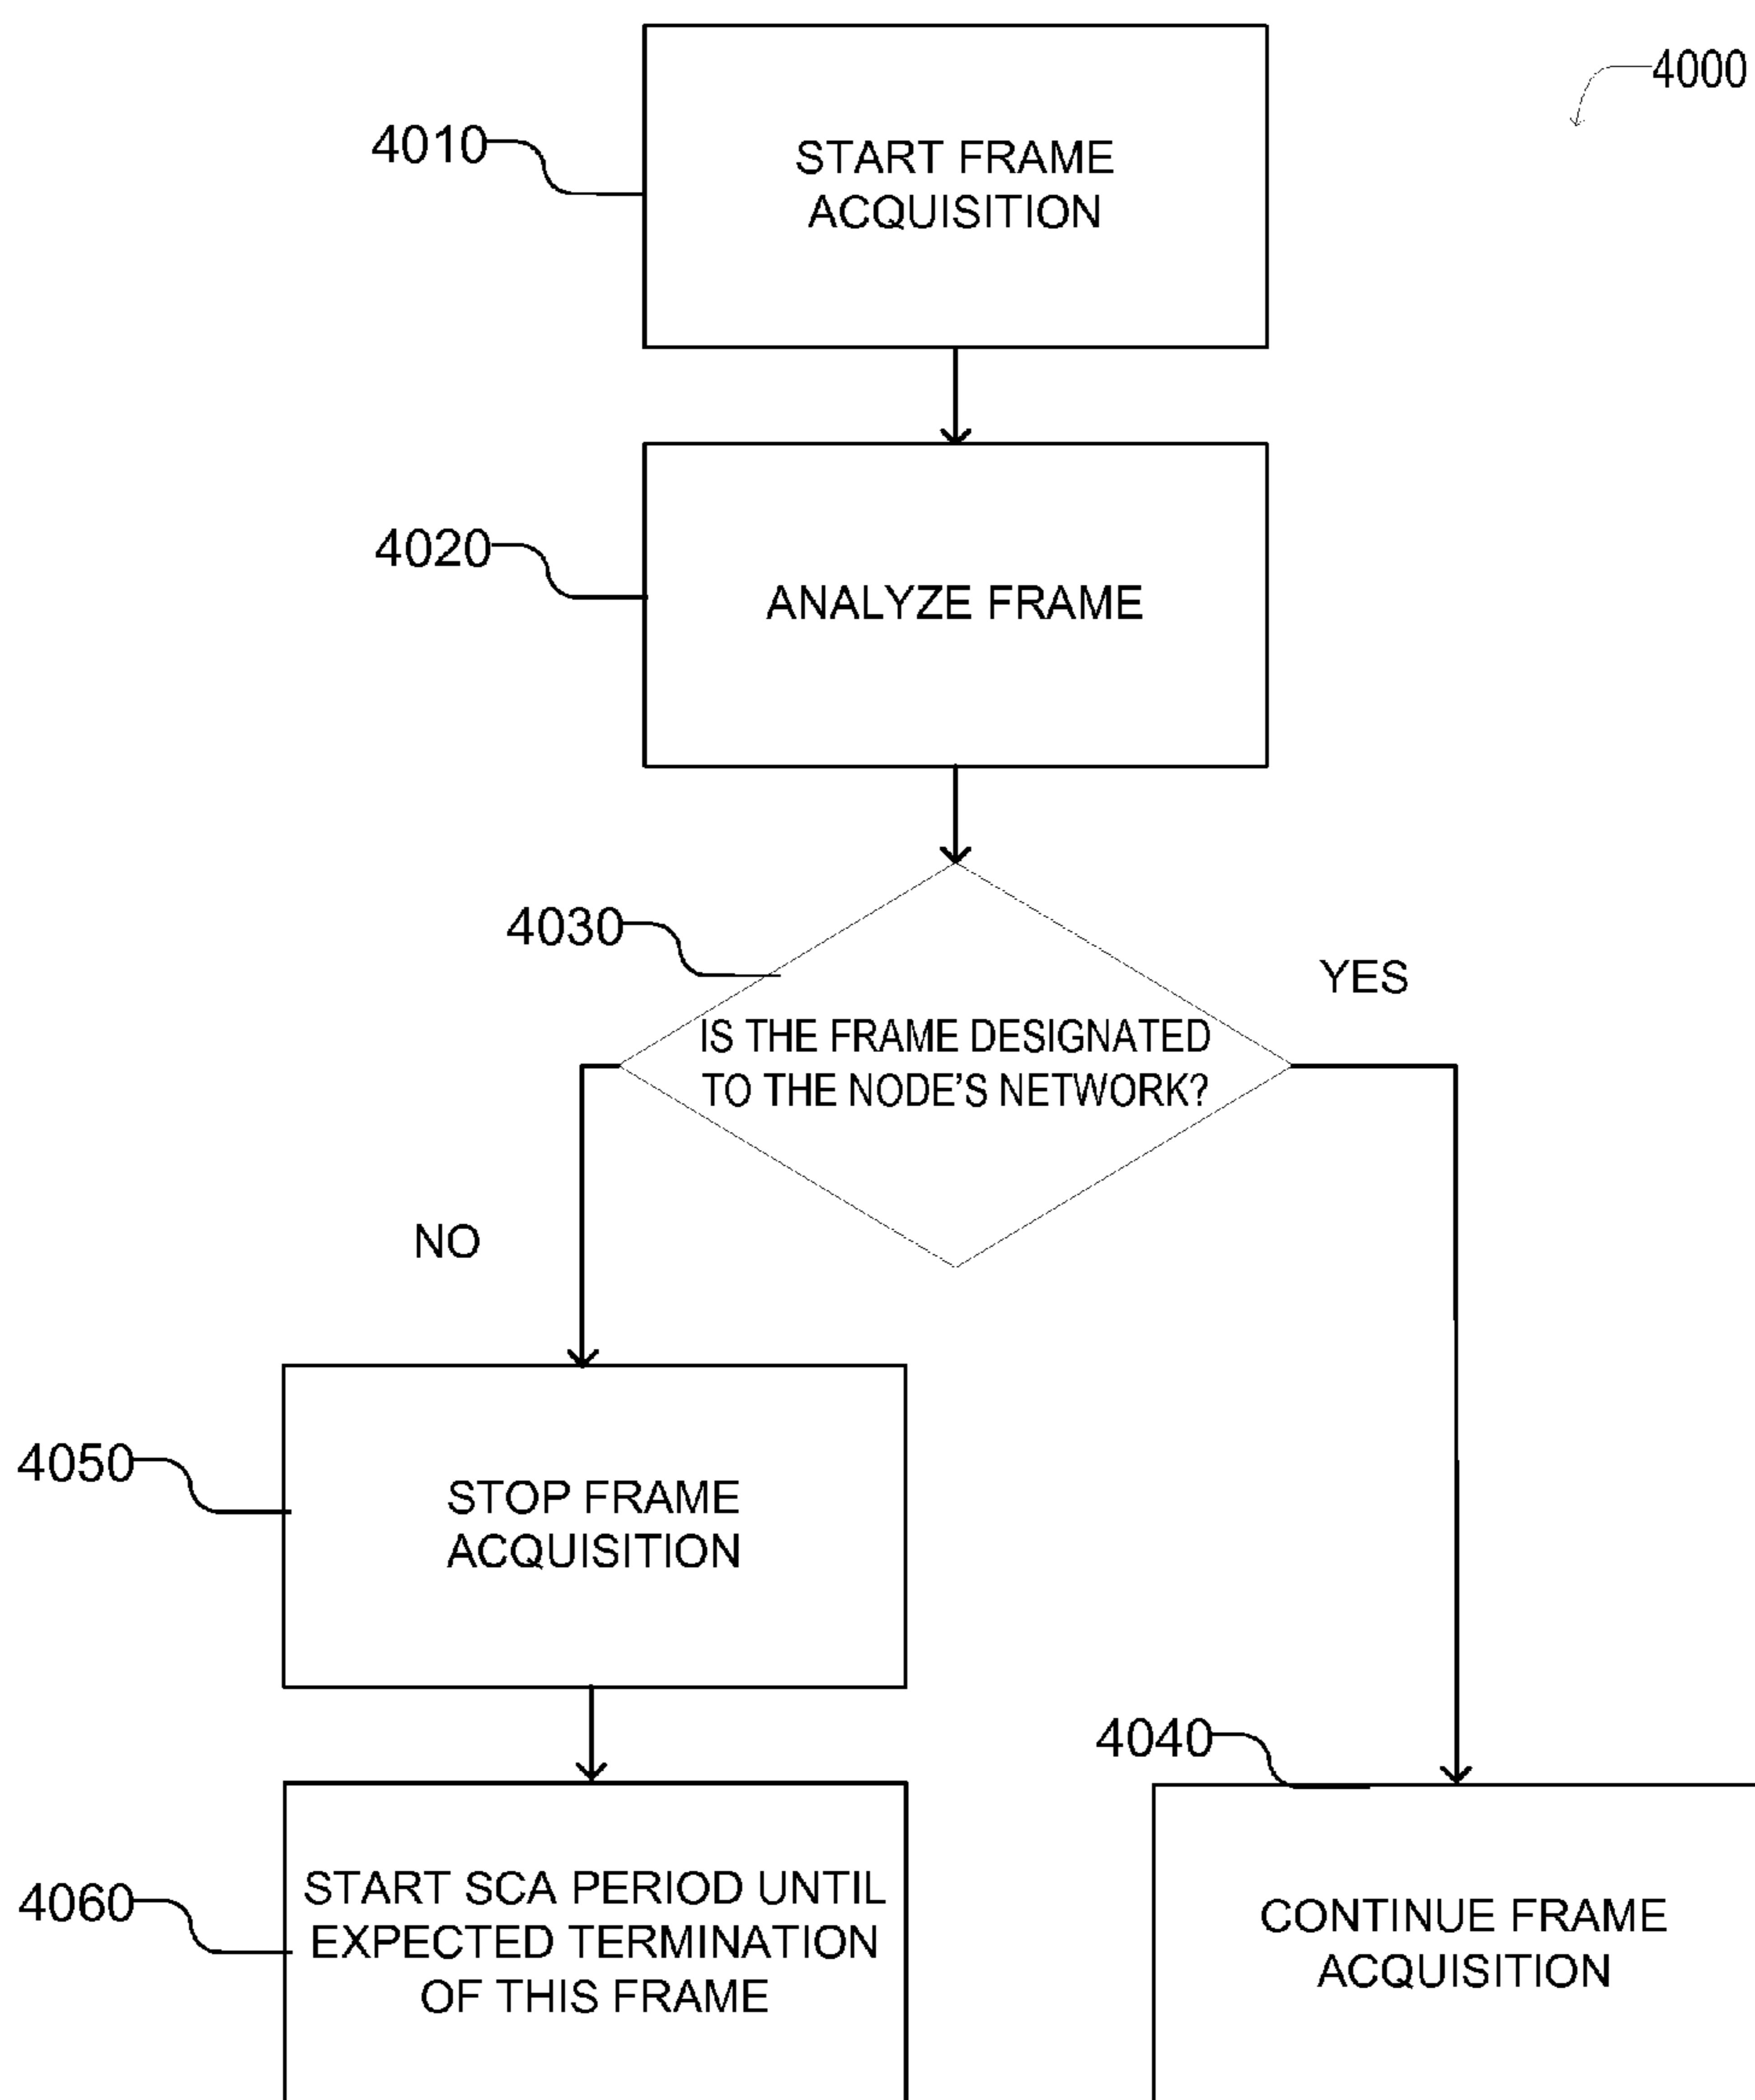 4000
4010
START FRAME
ACQUISITION
4020
ANALYZE FRAME
4030
YES
IS THE FRAME DESIGNATED
TO THE NODE'S NETWORK?
NO
4050
STOP FRAME
ACQUISITION
4040
4060
START SCA PERIOD UNTIL
EXPECTED TERMINATION
OF THIS FRAME
CONTINUE FRAME
ACQUISITION